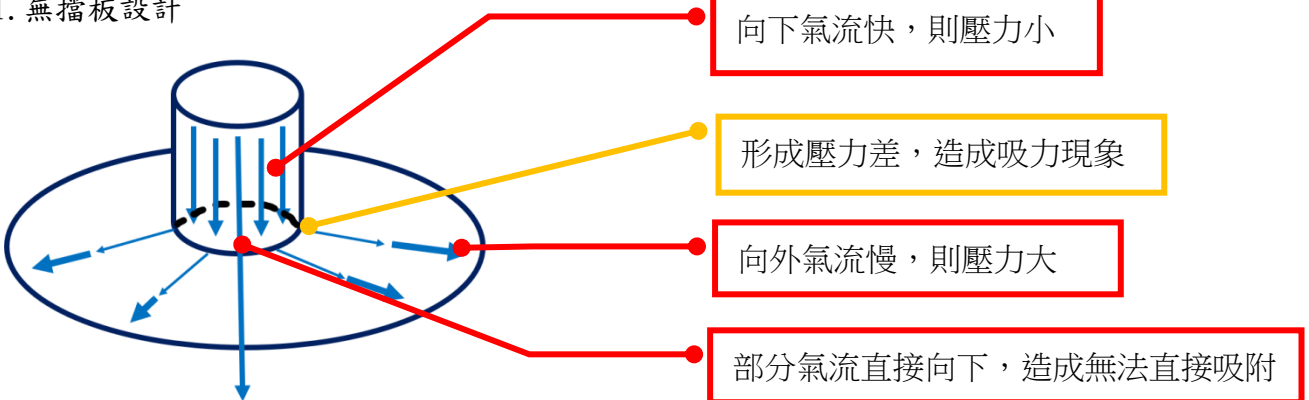 1.無擋板設計
向下氣流快，則壓力小
形成壓力差，造成吸力現象
向外氣流慢，則壓力大
部分氣流直接向下，造成無法直接吸附